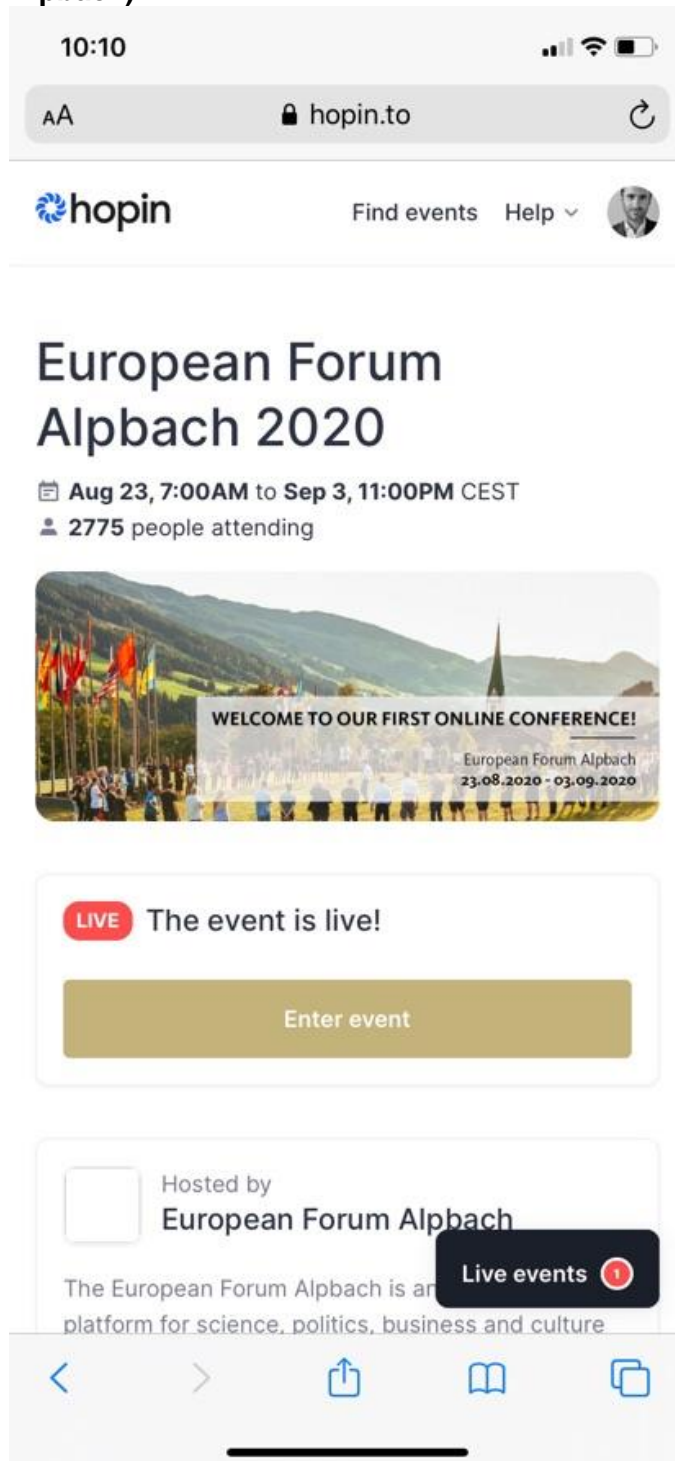 10:10
AA hopin.to
hopin Find events Help
European Forum
Alpbach 2020
Aug 23, 7:00AM to Sep 3, 11:00PM CEST
2775 people attending
WELCOME TO OUR FIRST ONLINE CONFERENCE!
European Forum Alpbach
23.08.2020 - 03.09.2020
LIVE The event is live!
Enter event
Hosted by
European Forum Alpbach
Live events 1
The European Forum Alpbach is an
platform for science, politics, business and culture